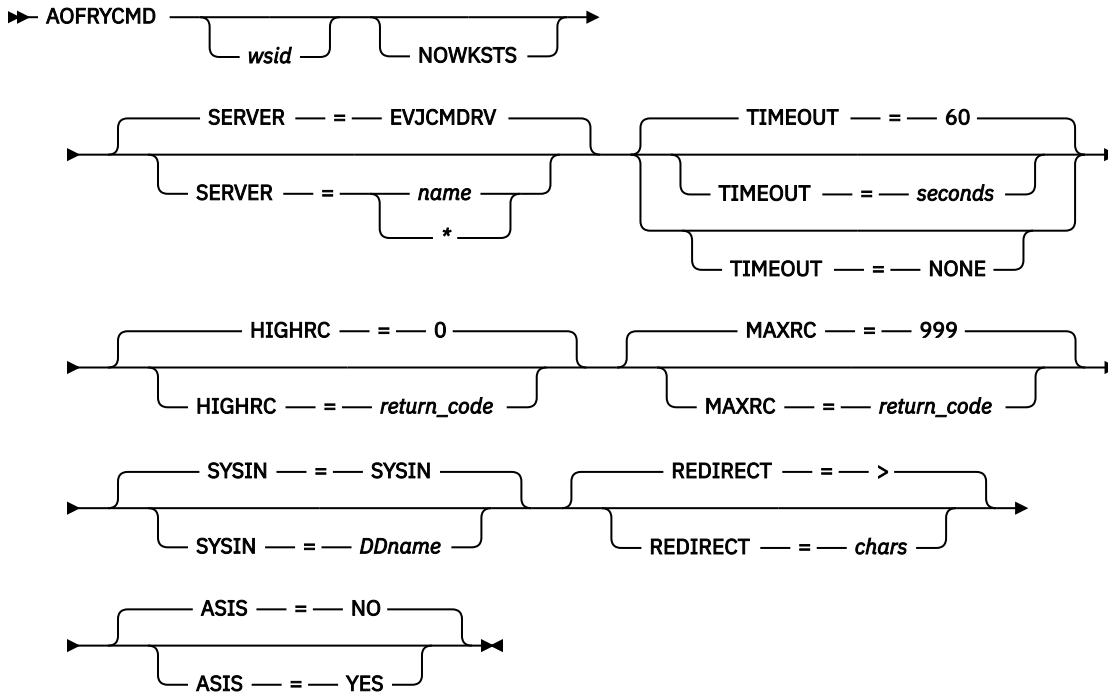 AOFRYCMD
wsid
NOWKSTS
SERVER = EVJCMDRV
SERVER = name
*
TIMEOUT = 60
TIMEOUT = seconds
TIMEOUT = NONE
HIGHRC = 0
HIGHRC = return_code
MAXRC = 999
MAXRC = return_code
SYSIN = SYSIN
SYSIN = DDname
REDIRECT = >
REDIRECT = chars
ASIS = NO
ASIS = YES